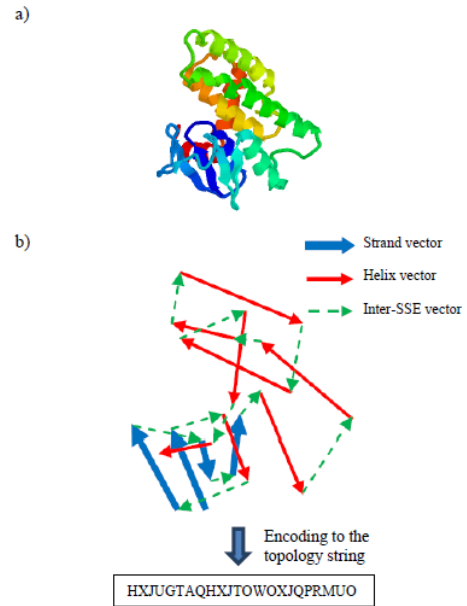 a)
b)
Strand vector
Helix vector
Inter-SSE vector
Encoding to the
topology string
HXJUGTAQHXJTOWOXJQPRMUO